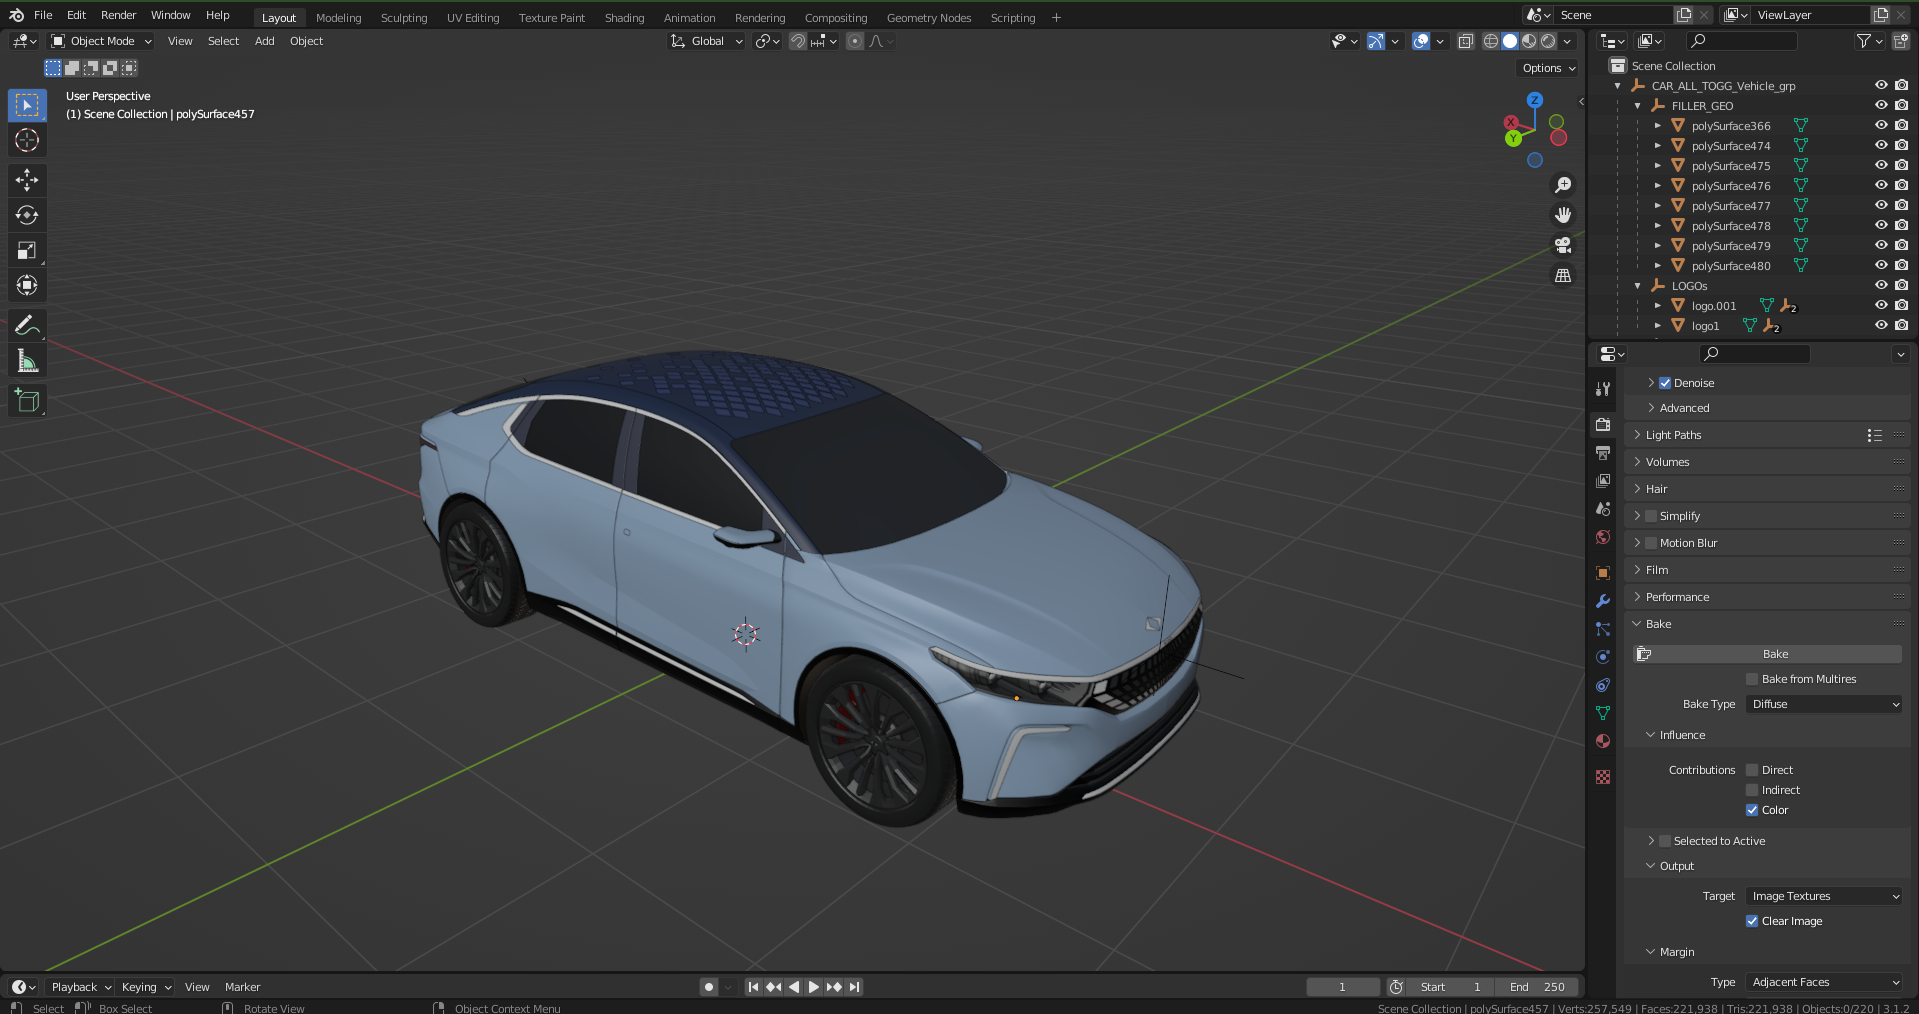 File Edit Render Window Help Layout Modeling Sculpting UV Editing Texture Paint Shading Animation Rendering Compositing Geometry Nodes Scripting + Scene ViewLayer
Object Mode View Select Add Object Global
Options
User Perspective
(1) Scene Collection | polySurface457
Z
X
Y
Scene Collection
CAR_ALL_TOGG_Vehicle_grp
FILLER_GEO
polySurface366
polySurface474
polySurface475
polySurface476
polySurface477
polySurface478
polySurface479
polySurface480
LOGOs
logo.001 2
logo1 2
Denoise
Advanced
Light Paths
Volumes
Hair
Simplify
Motion Blur
Film
Performance
Bake
Bake
Bake from Multires
Bake Type Diffuse
Influence
Contributions Direct
Indirect
Color
Selected to Active
Output
Target Image Textures
Clear Image
Margin
Type Adjacent Faces
Playback Keying View Marker 1 Start 1 End 250
Select Box Select Rotate View Object Context Menu Scene Collection | polySurface457 | Verts:257,549 | Faces:221,938 | Tris:221,938 | Objects:0/220 | 3.1.2